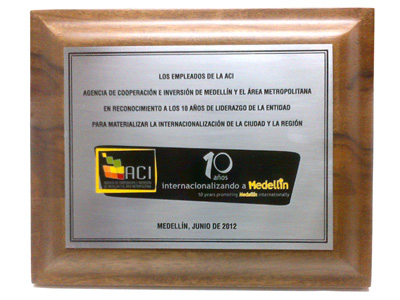 LOS EMPLEADOS DE LA ACI
AGENCIA DE COOPERACIÓN E INVERSIÓN DE MEDELLÍN Y EL ÁREA METROPOLITANA
EN RECONOCIMIENTO A LOS 10 AÑOS DE LIDERAZGO DE LA ENTIDAD
PARA MATERIALIZAR LA INTERNACIONALIZACIÓN DE LA CIUDAD Y LA REGIÓN
ACI
10
años
internacionalizando a Medellín
10 years promoting Medellín internationally
MEDELLÍN, JUNIO DE 2012